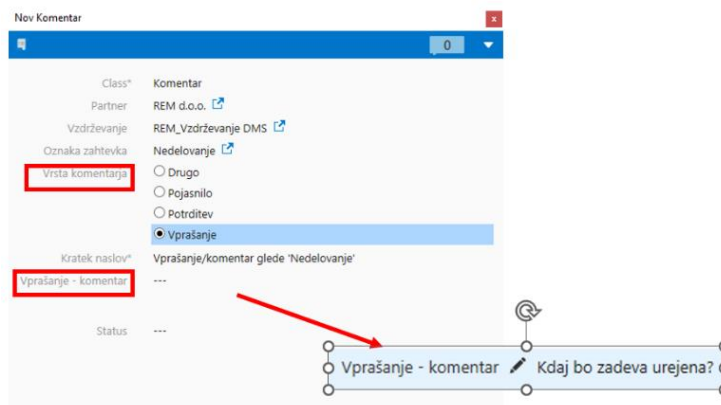 Nov Komentar
x
0
Class* Komentar
Partner REM d.o.o.
Vzdrževanje REM_Vzdrževanje DMS
Oznaka zahtevka Nedelovanje
Vrsta komentarja Drugo
Pojasnilo
Potrditev
Vprašanje
Kratek naslov* Vprašanje/komentar glede 'Nedelovanje'
Vprašanje - komentar ---
Status ---
Vprašanje - komentar Kdaj bo zadeva urejena?